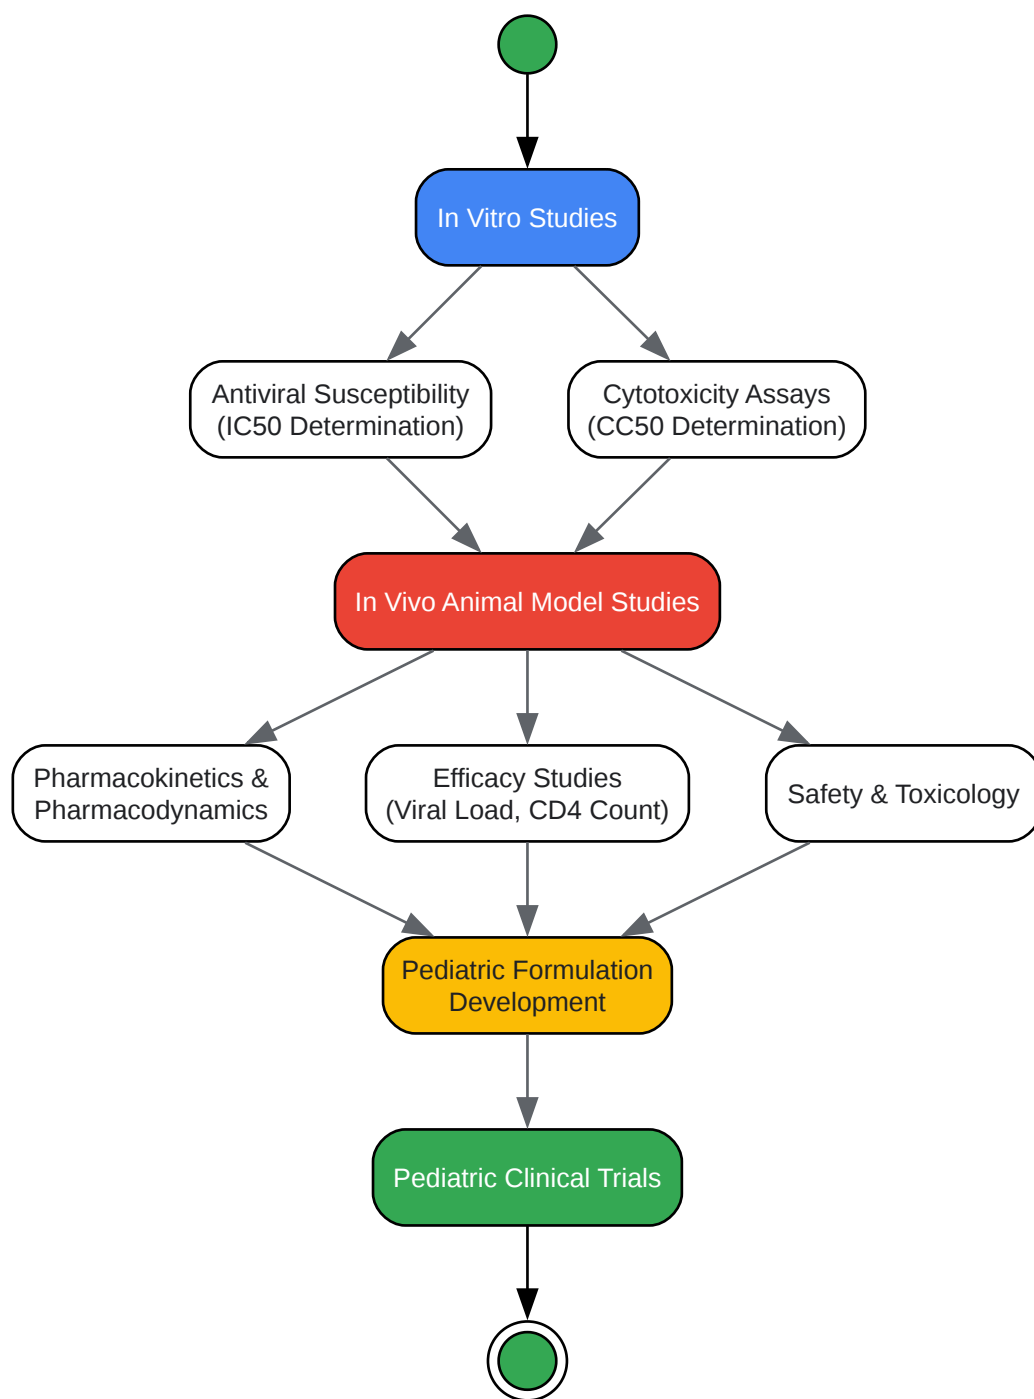 In Vitro Studies
Antiviral Susceptibility
(IC50 Determination)
Cytotoxicity Assays
(CC50 Determination)
In Vivo Animal Model Studies
Pharmacokinetics &
Pharmacodynamics
Efficacy Studies
(Viral Load, CD4 Count)
Safety & Toxicology
Pediatric Formulation
Development
Pediatric Clinical Trials